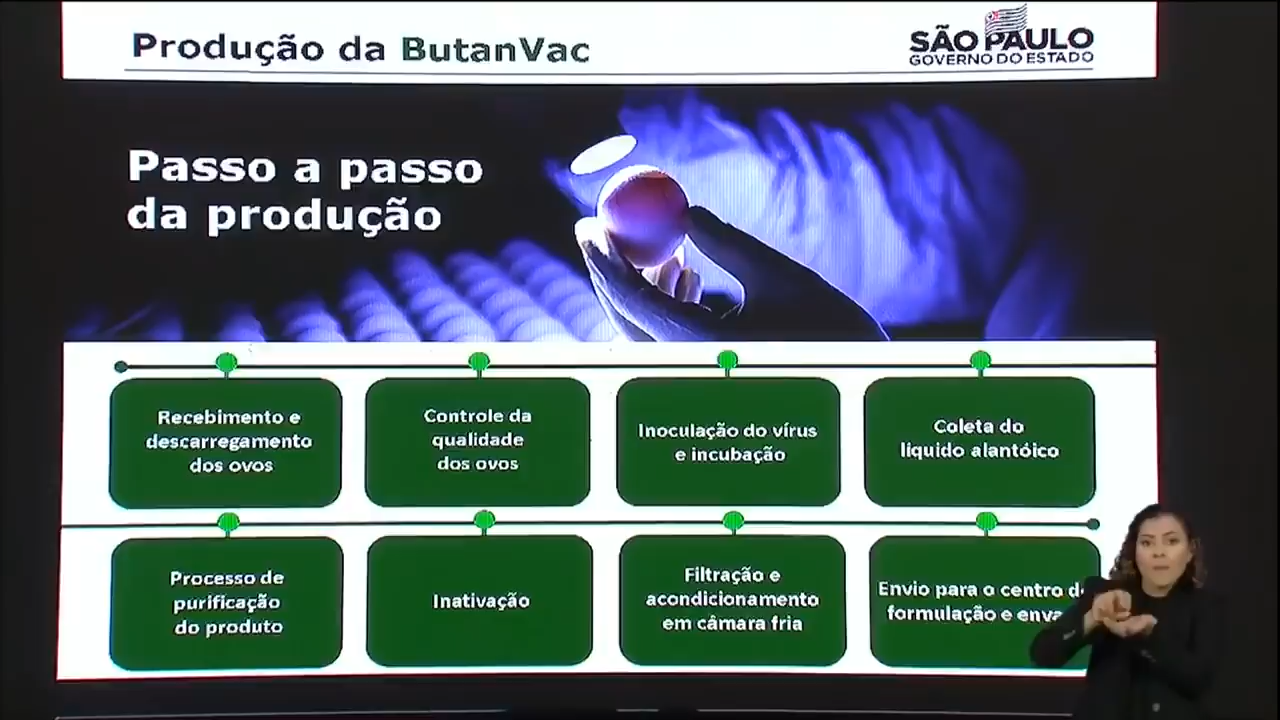 Produção da ButanVac
SÃO PAULO
GOVERNO DO ESTADO
Passo a passo
da produção
Recebimento e
descarregamento
dos ovos
Controle da
qualidade
dos ovos
Inoculação do vírus
e incubação
Coleta do
líquido alantóico
Processo de
purificação
do produto
Inativação
Filtração e
acondicionamento
em câmara fria
Envio para o centro
formulação e